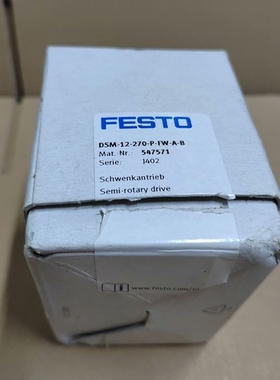 FESTO
DSM-12-270-P-FW-A-B
Mat. Nr.: 547571
Serie: J402
Schwenkantrieb
Semi-rotary drive
www.festo.com/